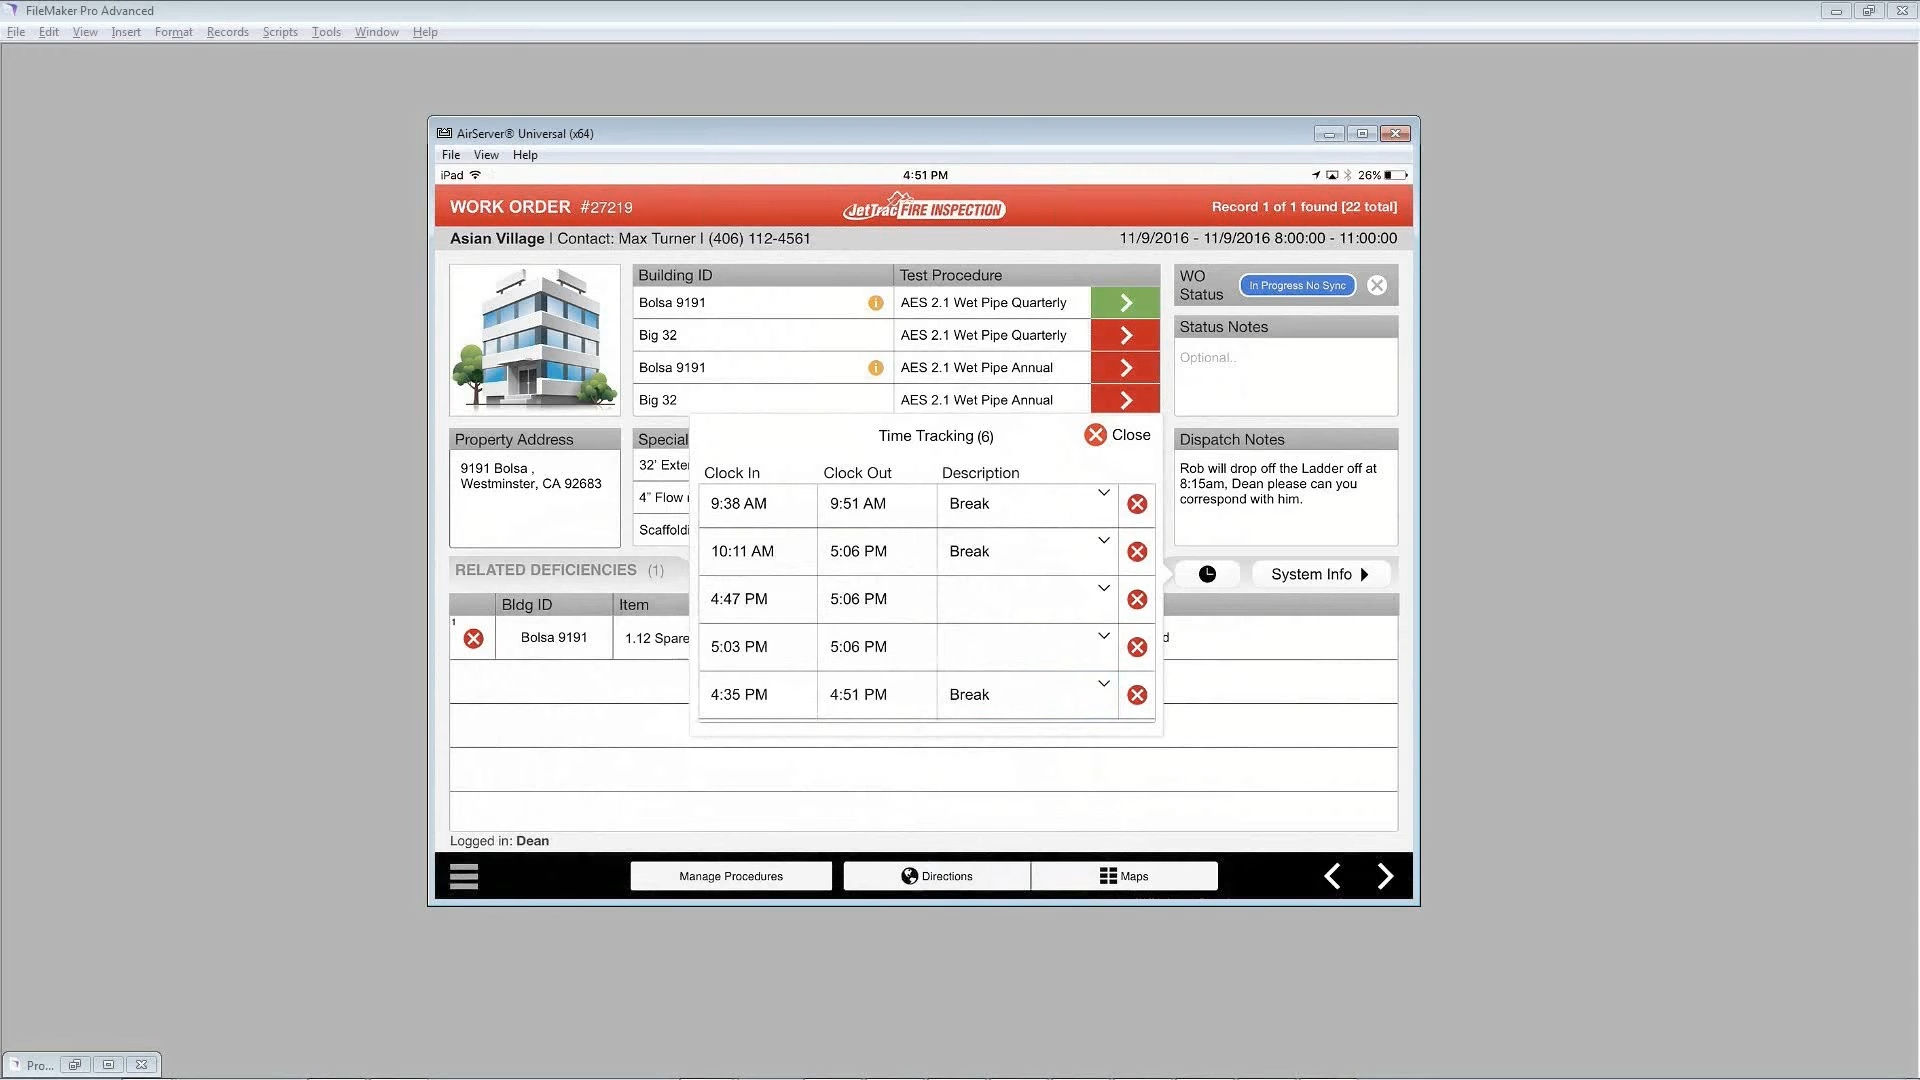 FileMaker Pro Advanced
File Edit View Insert Format Records Scripts Tools Window Help
AirServer® Universal (x64)
File View Help
iPad 4:51 PM 26%
WORK ORDER #27219 JetTrac FIRE INSPECTION Record 1 of 1 found [22 total]
Asian Village | Contact: Max Turner | (406) 112-4561 11/9/2016 - 11/9/2016 8:00:00 - 11:00:00
Building ID Test Procedure
Bolsa 9191 i AES 2.1 Wet Pipe Quarterly
Big 32 AES 2.1 Wet Pipe Quarterly
Bolsa 9191 i AES 2.1 Wet Pipe Annual
Big 32 AES 2.1 Wet Pipe Annual
WO
Status In Progress No Sync
Status Notes
Optional..
Property Address
9191 Bolsa ,
Westminster, CA 92683
Special
32' Exter
4" Flow
Scaffoldi
Time Tracking (6) Close
Clock In Clock Out Description
9:38 AM 9:51 AM Break
10:11 AM 5:06 PM Break
4:47 PM 5:06 PM
5:03 PM 5:06 PM
4:35 PM 4:51 PM Break
Dispatch Notes
Rob will drop off the Ladder off at
8:15am, Dean please can you
correspond with him.
RELATED DEFICIENCIES (1)
System Info
Bldg ID Item
1 Bolsa 9191 1.12 Spare d
Logged in: Dean
Manage Procedures Directions Maps
Pro...